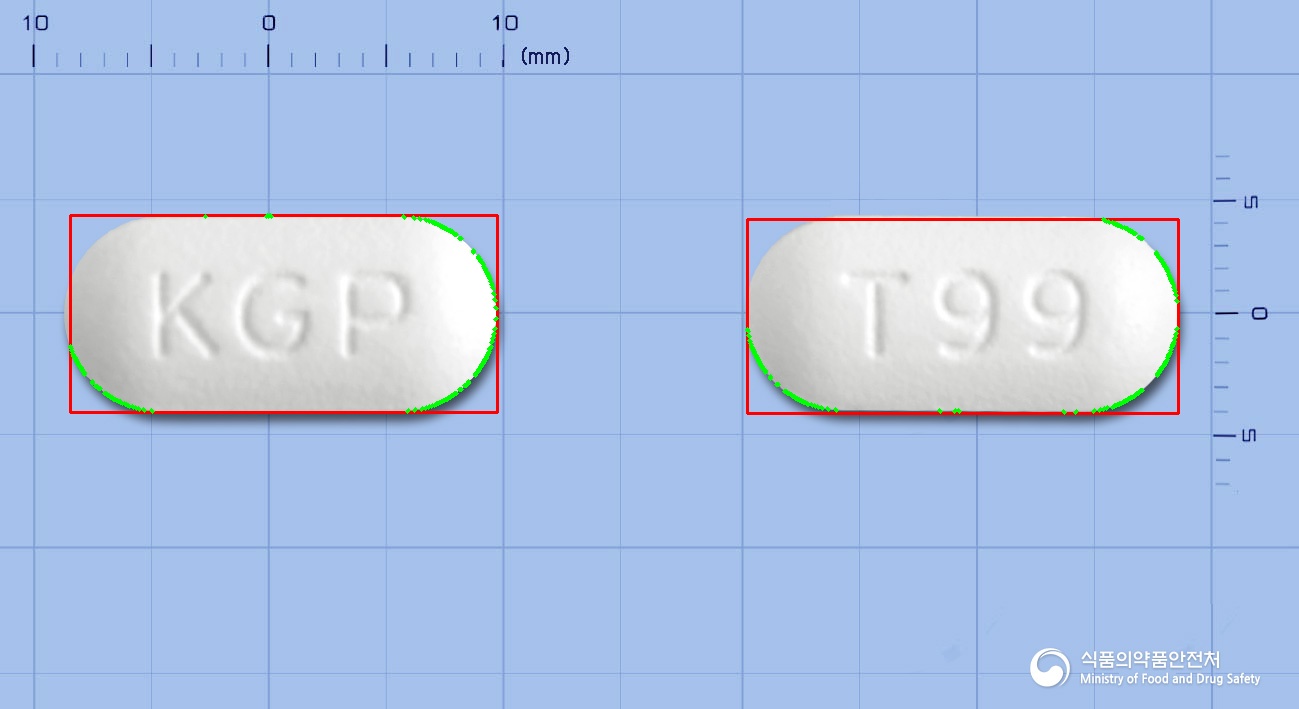 10 0 10
(mm)
5
0
5
KGP
T99
식품의약품안전처
Ministry of Food and Drug Safety